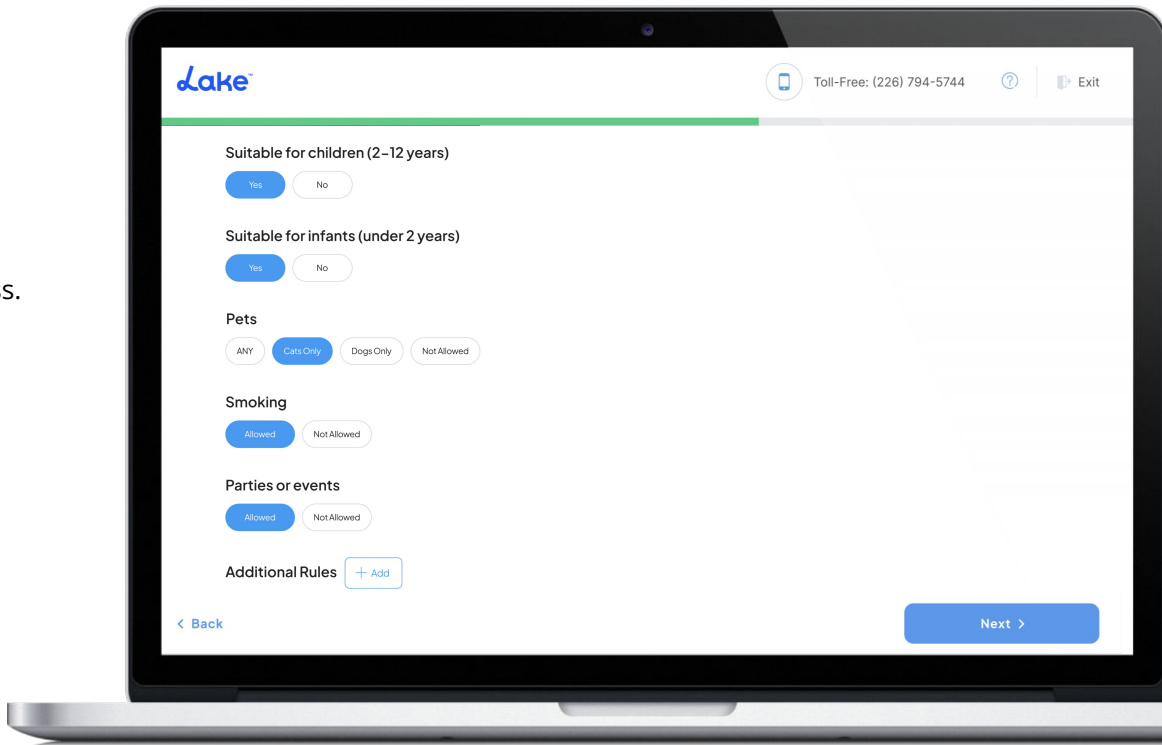 Lake™
Toll-Free: (226) 794-5744 ? Exit
Suitable for children (2-12 years)
Yes No
Suitable for infants (under 2 years)
Yes No
s.
Pets
ANY Cats Only Dogs Only Not Allowed
Smoking
Allowed Not Allowed
Parties or events
Allowed Not Allowed
Additional Rules + Add
< Back Next >